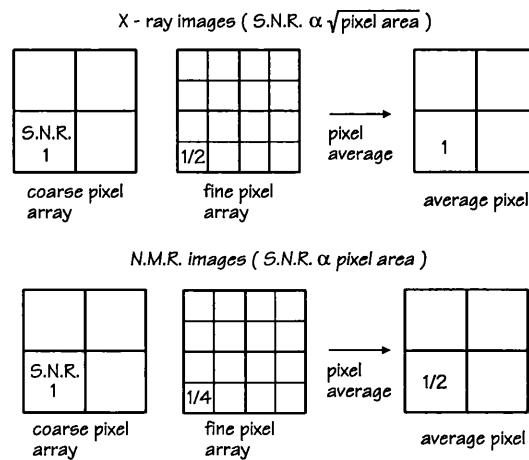 X - ray images ( S.N.R. α √pixel area )
S.N.R.
1
1/2
pixel
average
1
coarse pixel
array
fine pixel
array
average pixel
N.M.R. images ( S.N.R. α pixel area )
S.N.R.
1
1/4
pixel
average
1/2
coarse pixel
array
fine pixel
array
average pixel